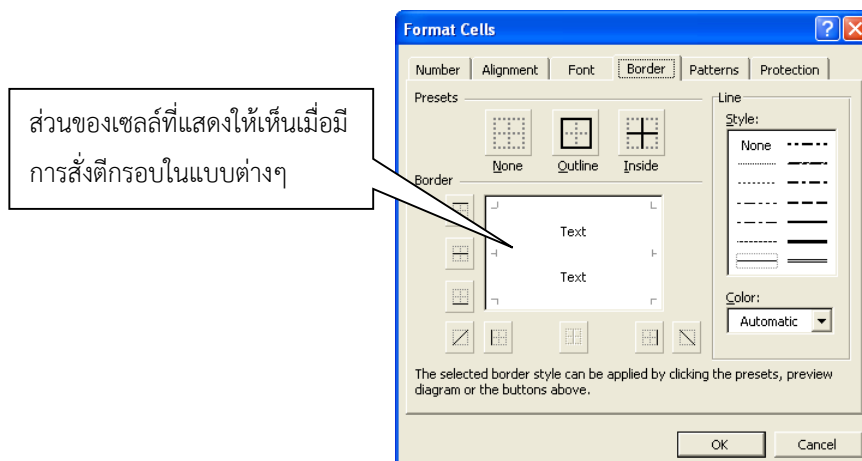 Format Cells
Number Alignment Font Border Patterns Protection
ส่วนของเซลล์ที่แสดงให้เห็นเมื่อมี
การสั่งตีกรอบในแบบต่างๆ
Presets
None Outline Inside
Border
Text
Text
Line
Style:
None
Color:
Automatic
The selected border style can be applied by clicking the presets, preview
diagram or the buttons above.
OK Cancel